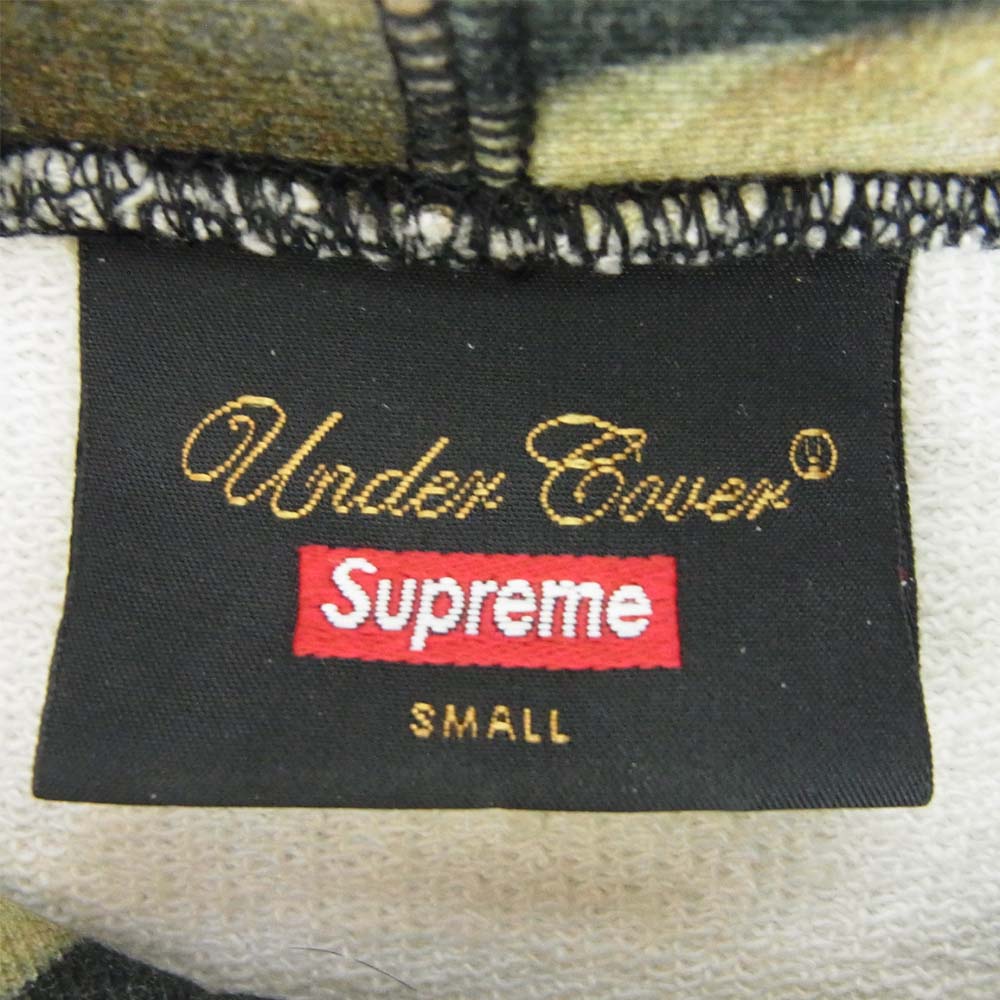 Under Cover Ⓤ
Supreme
SMALL